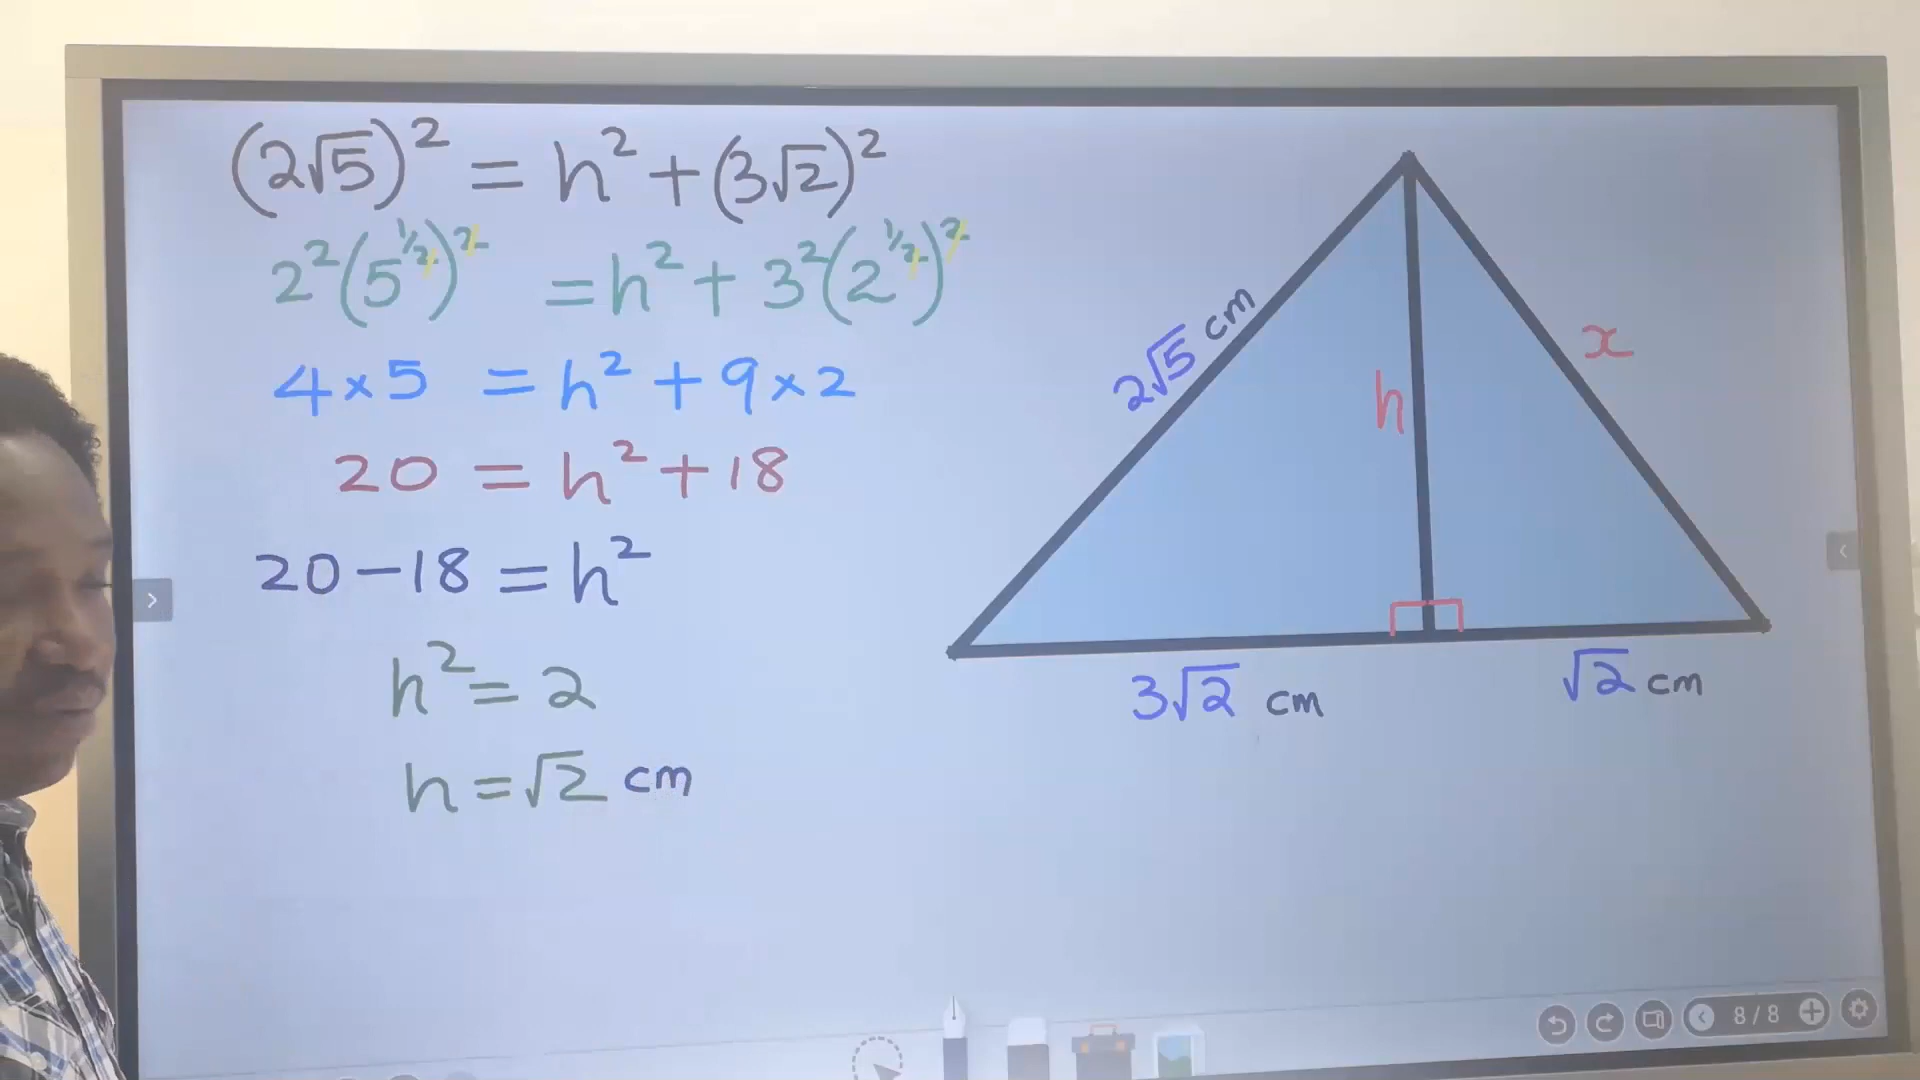 (2√5)² = h² + (3√2)²
2²(5^½)² = h² + 3²(2^½)²
4 × 5 = h² + 9 × 2
20 = h² + 18
20 − 18 = h²
h² = 2
h = √2 cm
2√5 cm
h
x
3√2 cm
√2 cm
8 / 8